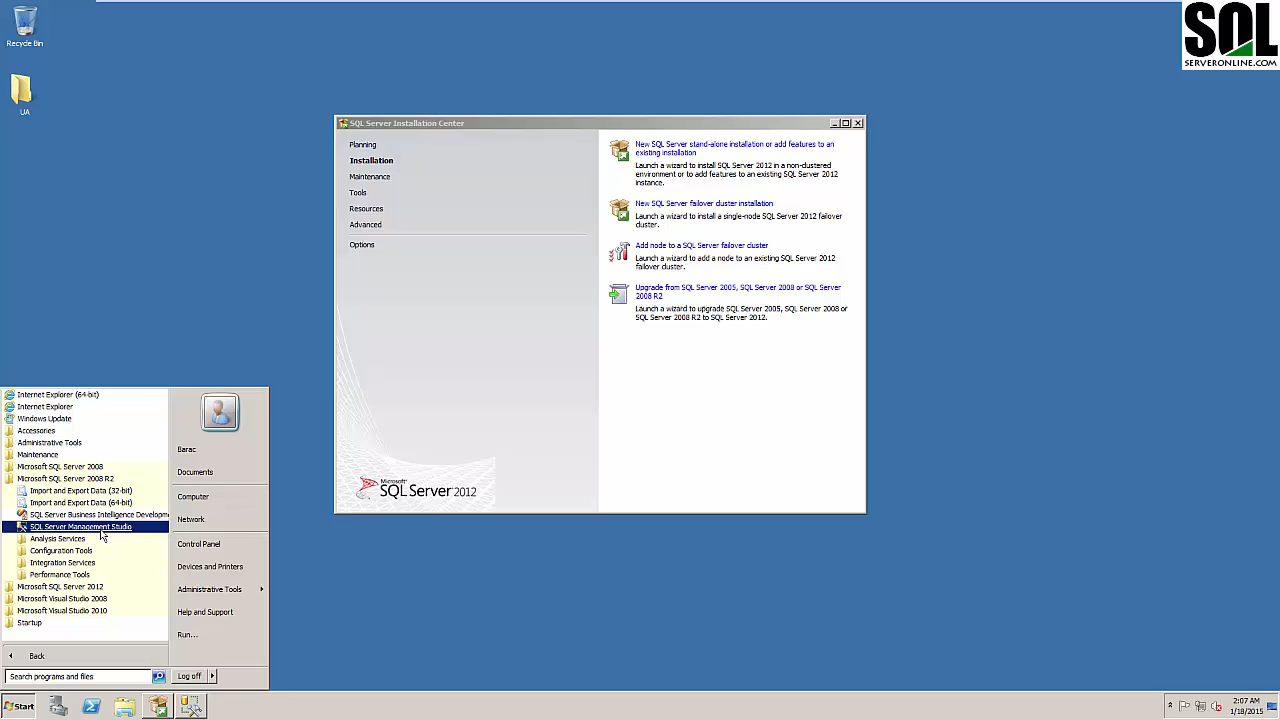 Recycle Bin
UA
SQL
SERVERONLINE.COM
SQL Server Installation Center
Planning
Installation
Maintenance
Tools
Resources
Advanced
Options
New SQL Server stand-alone installation or add features to an
existing installation
Launch a wizard to install SQL Server 2012 in a non-clustered
environment or to add features to an existing SQL Server 2012
instance.
New SQL Server failover cluster installation
Launch a wizard to install a single-node SQL Server 2012 failover
cluster.
Add node to a SQL Server failover cluster
Launch a wizard to add a node to an existing SQL Server 2012
failover cluster.
Upgrade from SQL Server 2005, SQL Server 2008 or SQL Server
2008 R2
Launch a wizard to upgrade SQL Server 2005, SQL Server 2008 or
SQL Server 2008 R2 to SQL Server 2012.
Microsoft
SQL Server 2012
Internet Explorer (64-bit)
Internet Explorer
Windows Update
Accessories
Administrative Tools
Maintenance
Microsoft SQL Server 2008
Microsoft SQL Server 2008 R2
Import and Export Data (32-bit)
Import and Export Data (64-bit)
SQL Server Business Intelligence Developm
SQL Server Management Studio
Analysis Services
Configuration Tools
Integration Services
Performance Tools
Microsoft SQL Server 2012
Microsoft Visual Studio 2008
Microsoft Visual Studio 2010
Startup
Back
Search programs and files
Barac
Documents
Computer
Network
Control Panel
Devices and Printers
Administrative Tools
Help and Support
Run...
Log off
Start
2:07 AM
1/18/2015